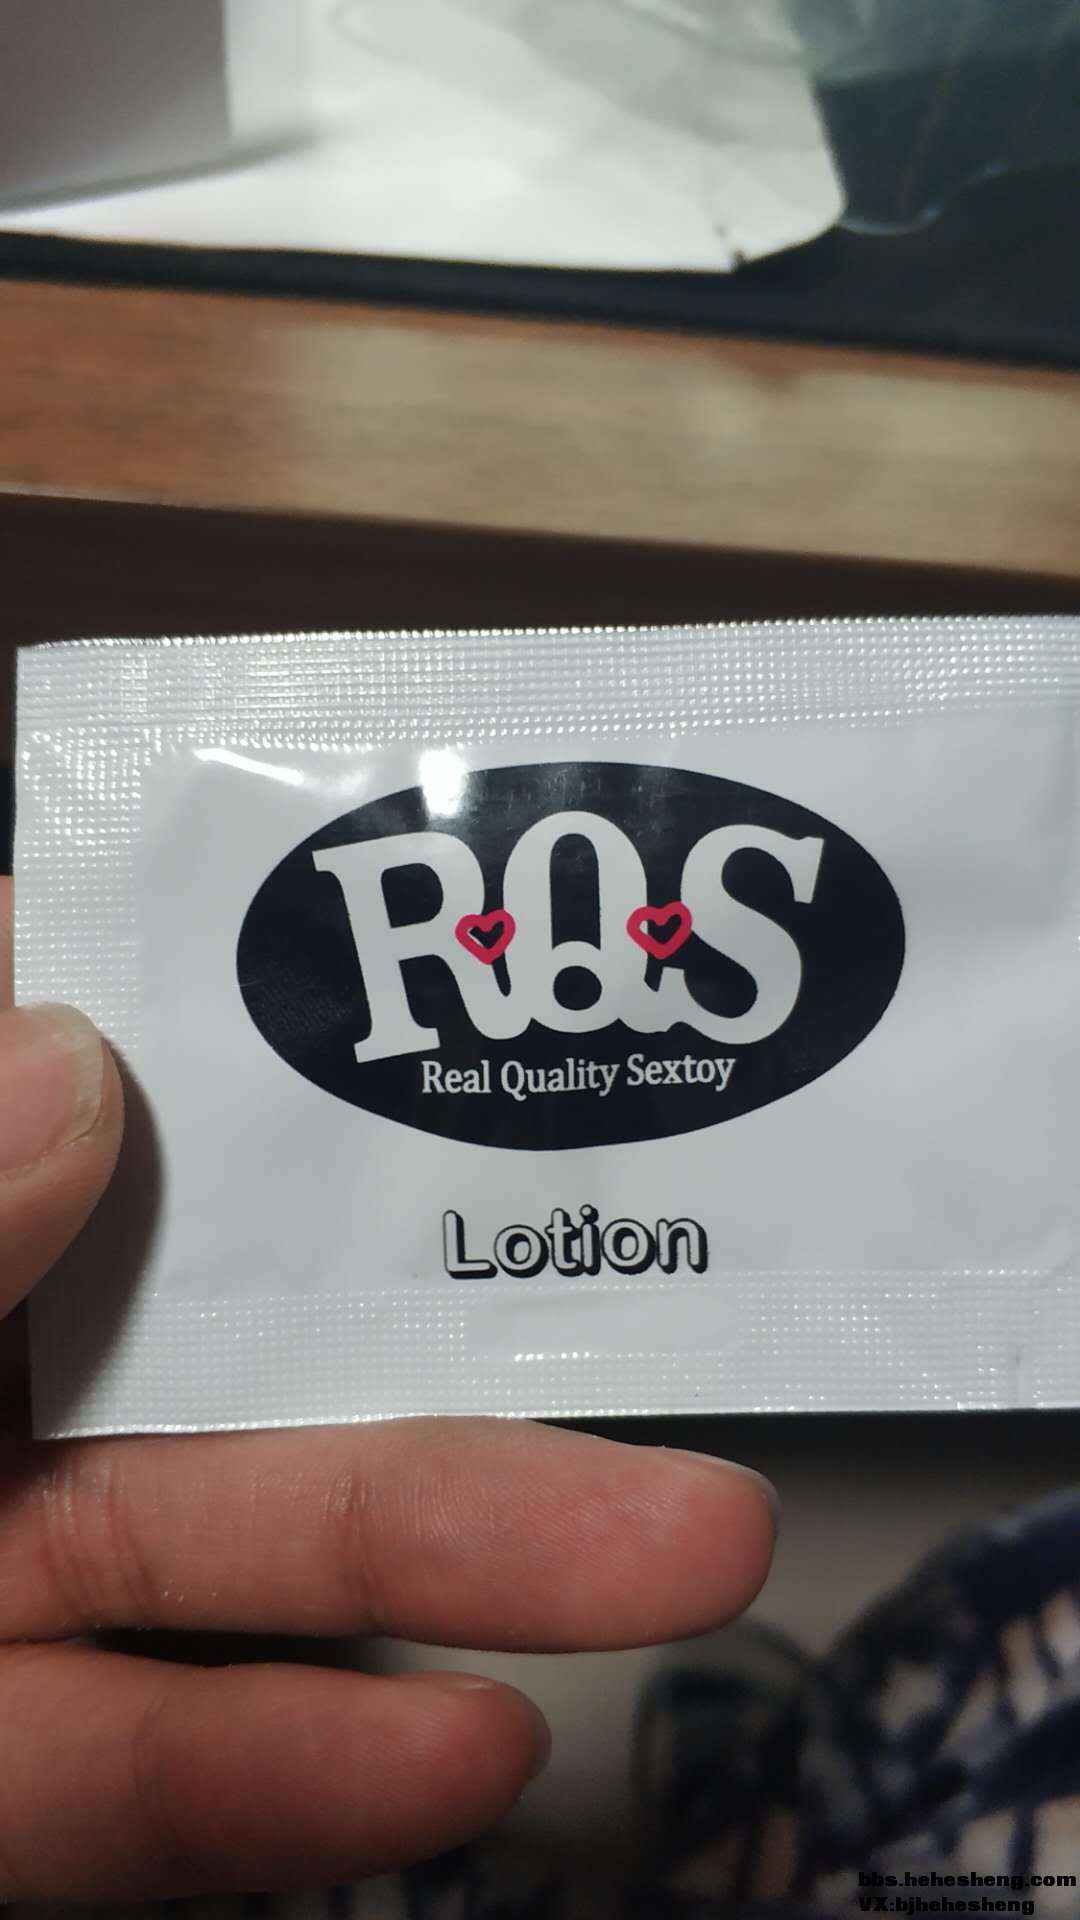 RQS
Real Quality Sextoy
Lotion
bbs.hehesheng.com
VX:bjhehesheng